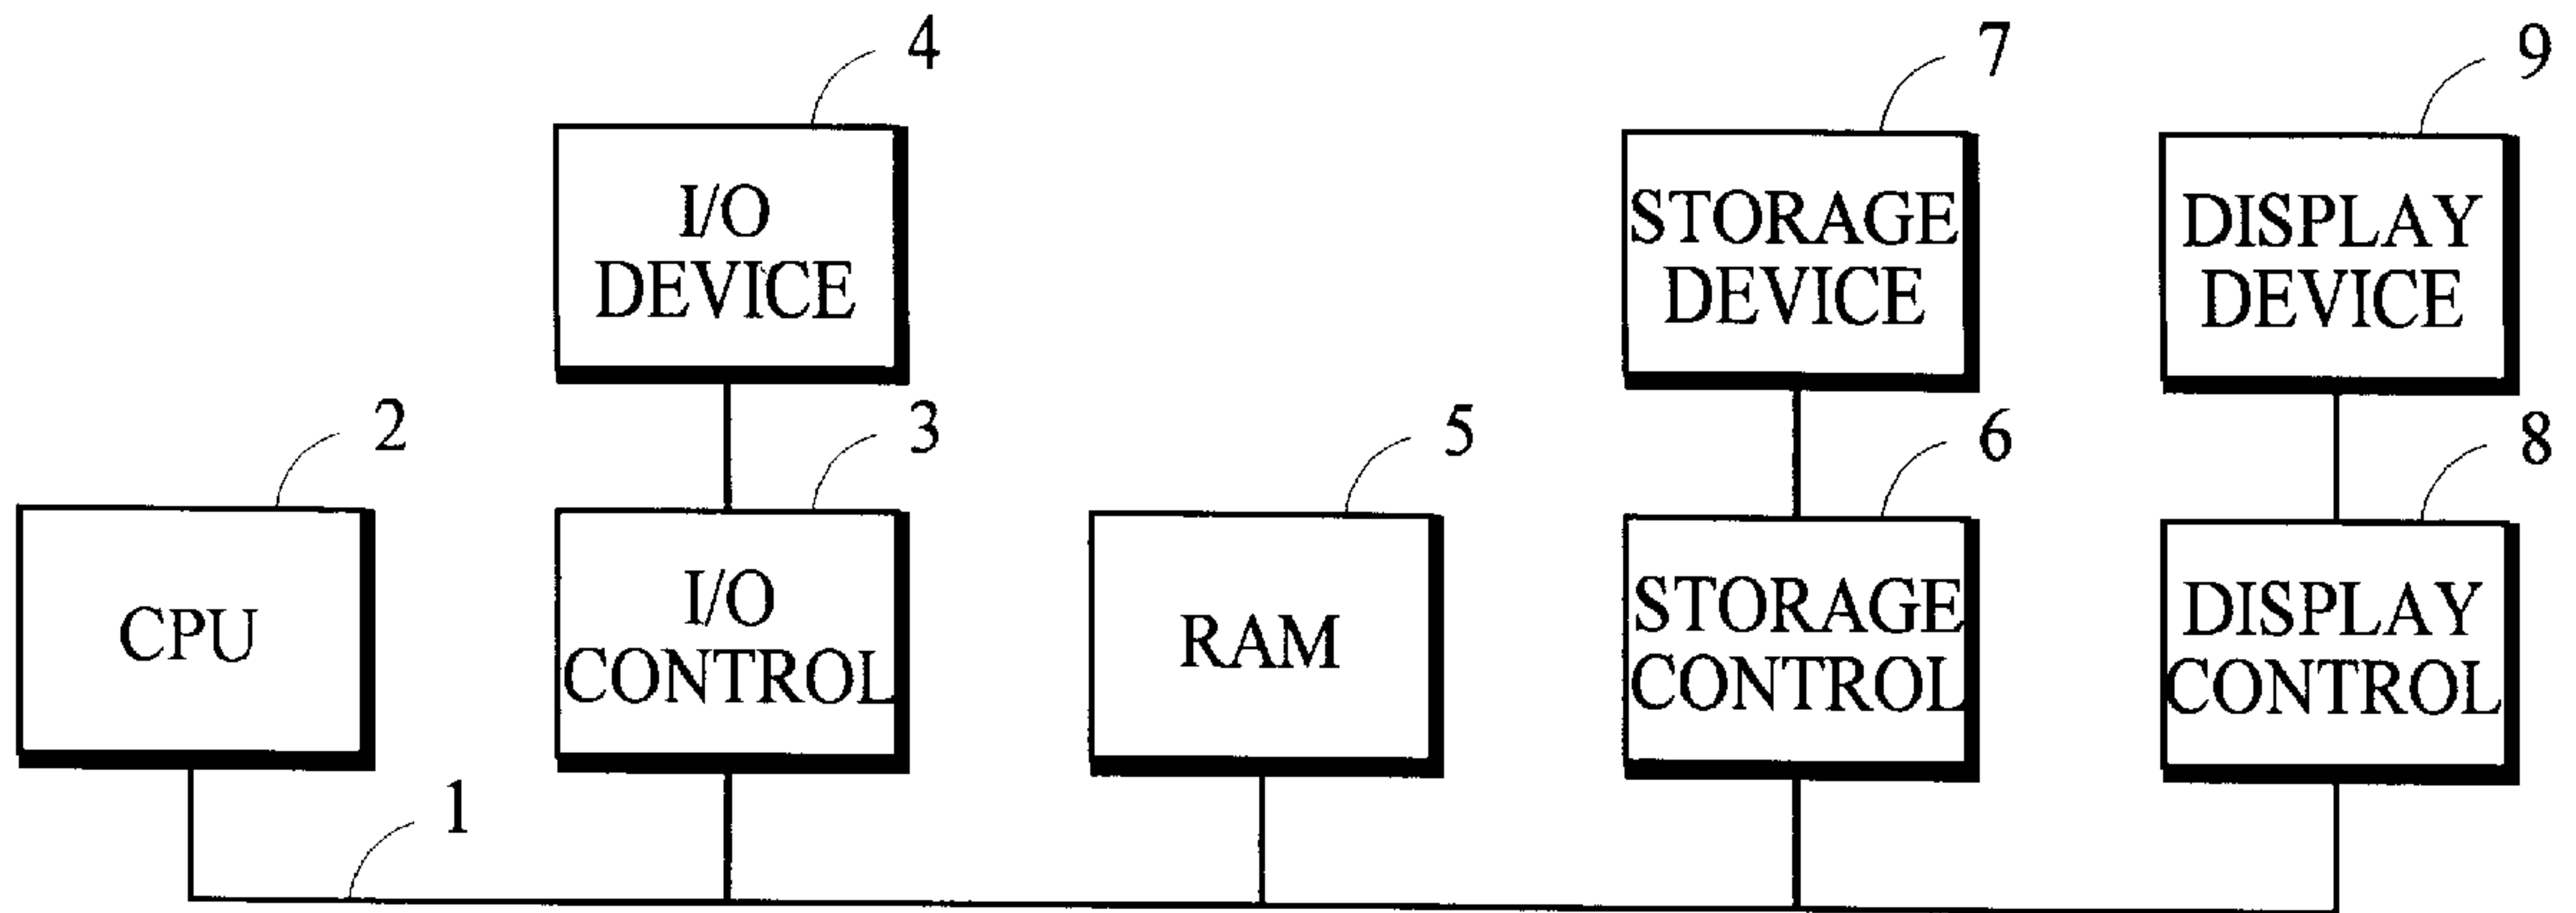 4
7
9
I/O
DEVICE
STORAGE
DEVICE
DISPLAY
DEVICE
2
3
5
6
8
CPU
I/O
CONTROL
RAM
STORAGE
CONTROL
DISPLAY
CONTROL
1